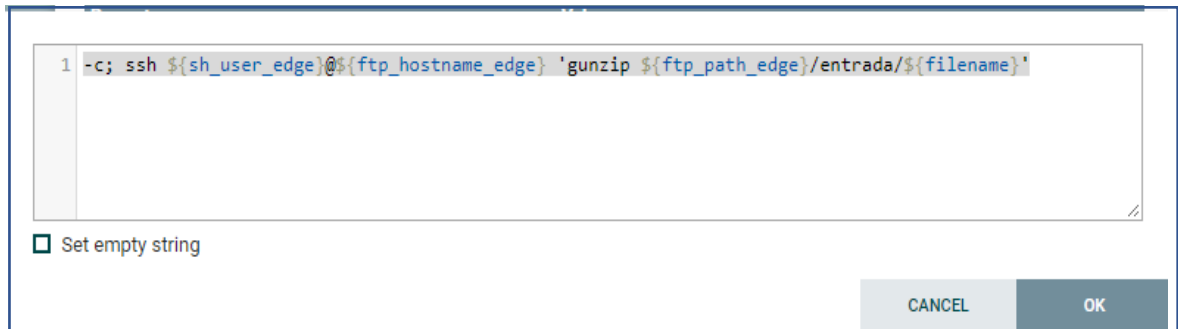 1 -c; ssh ${sh_user_edge}@${ftp_hostname_edge} 'gunzip ${ftp_path_edge}/entrada/${filename}'
Set empty string
CANCEL OK